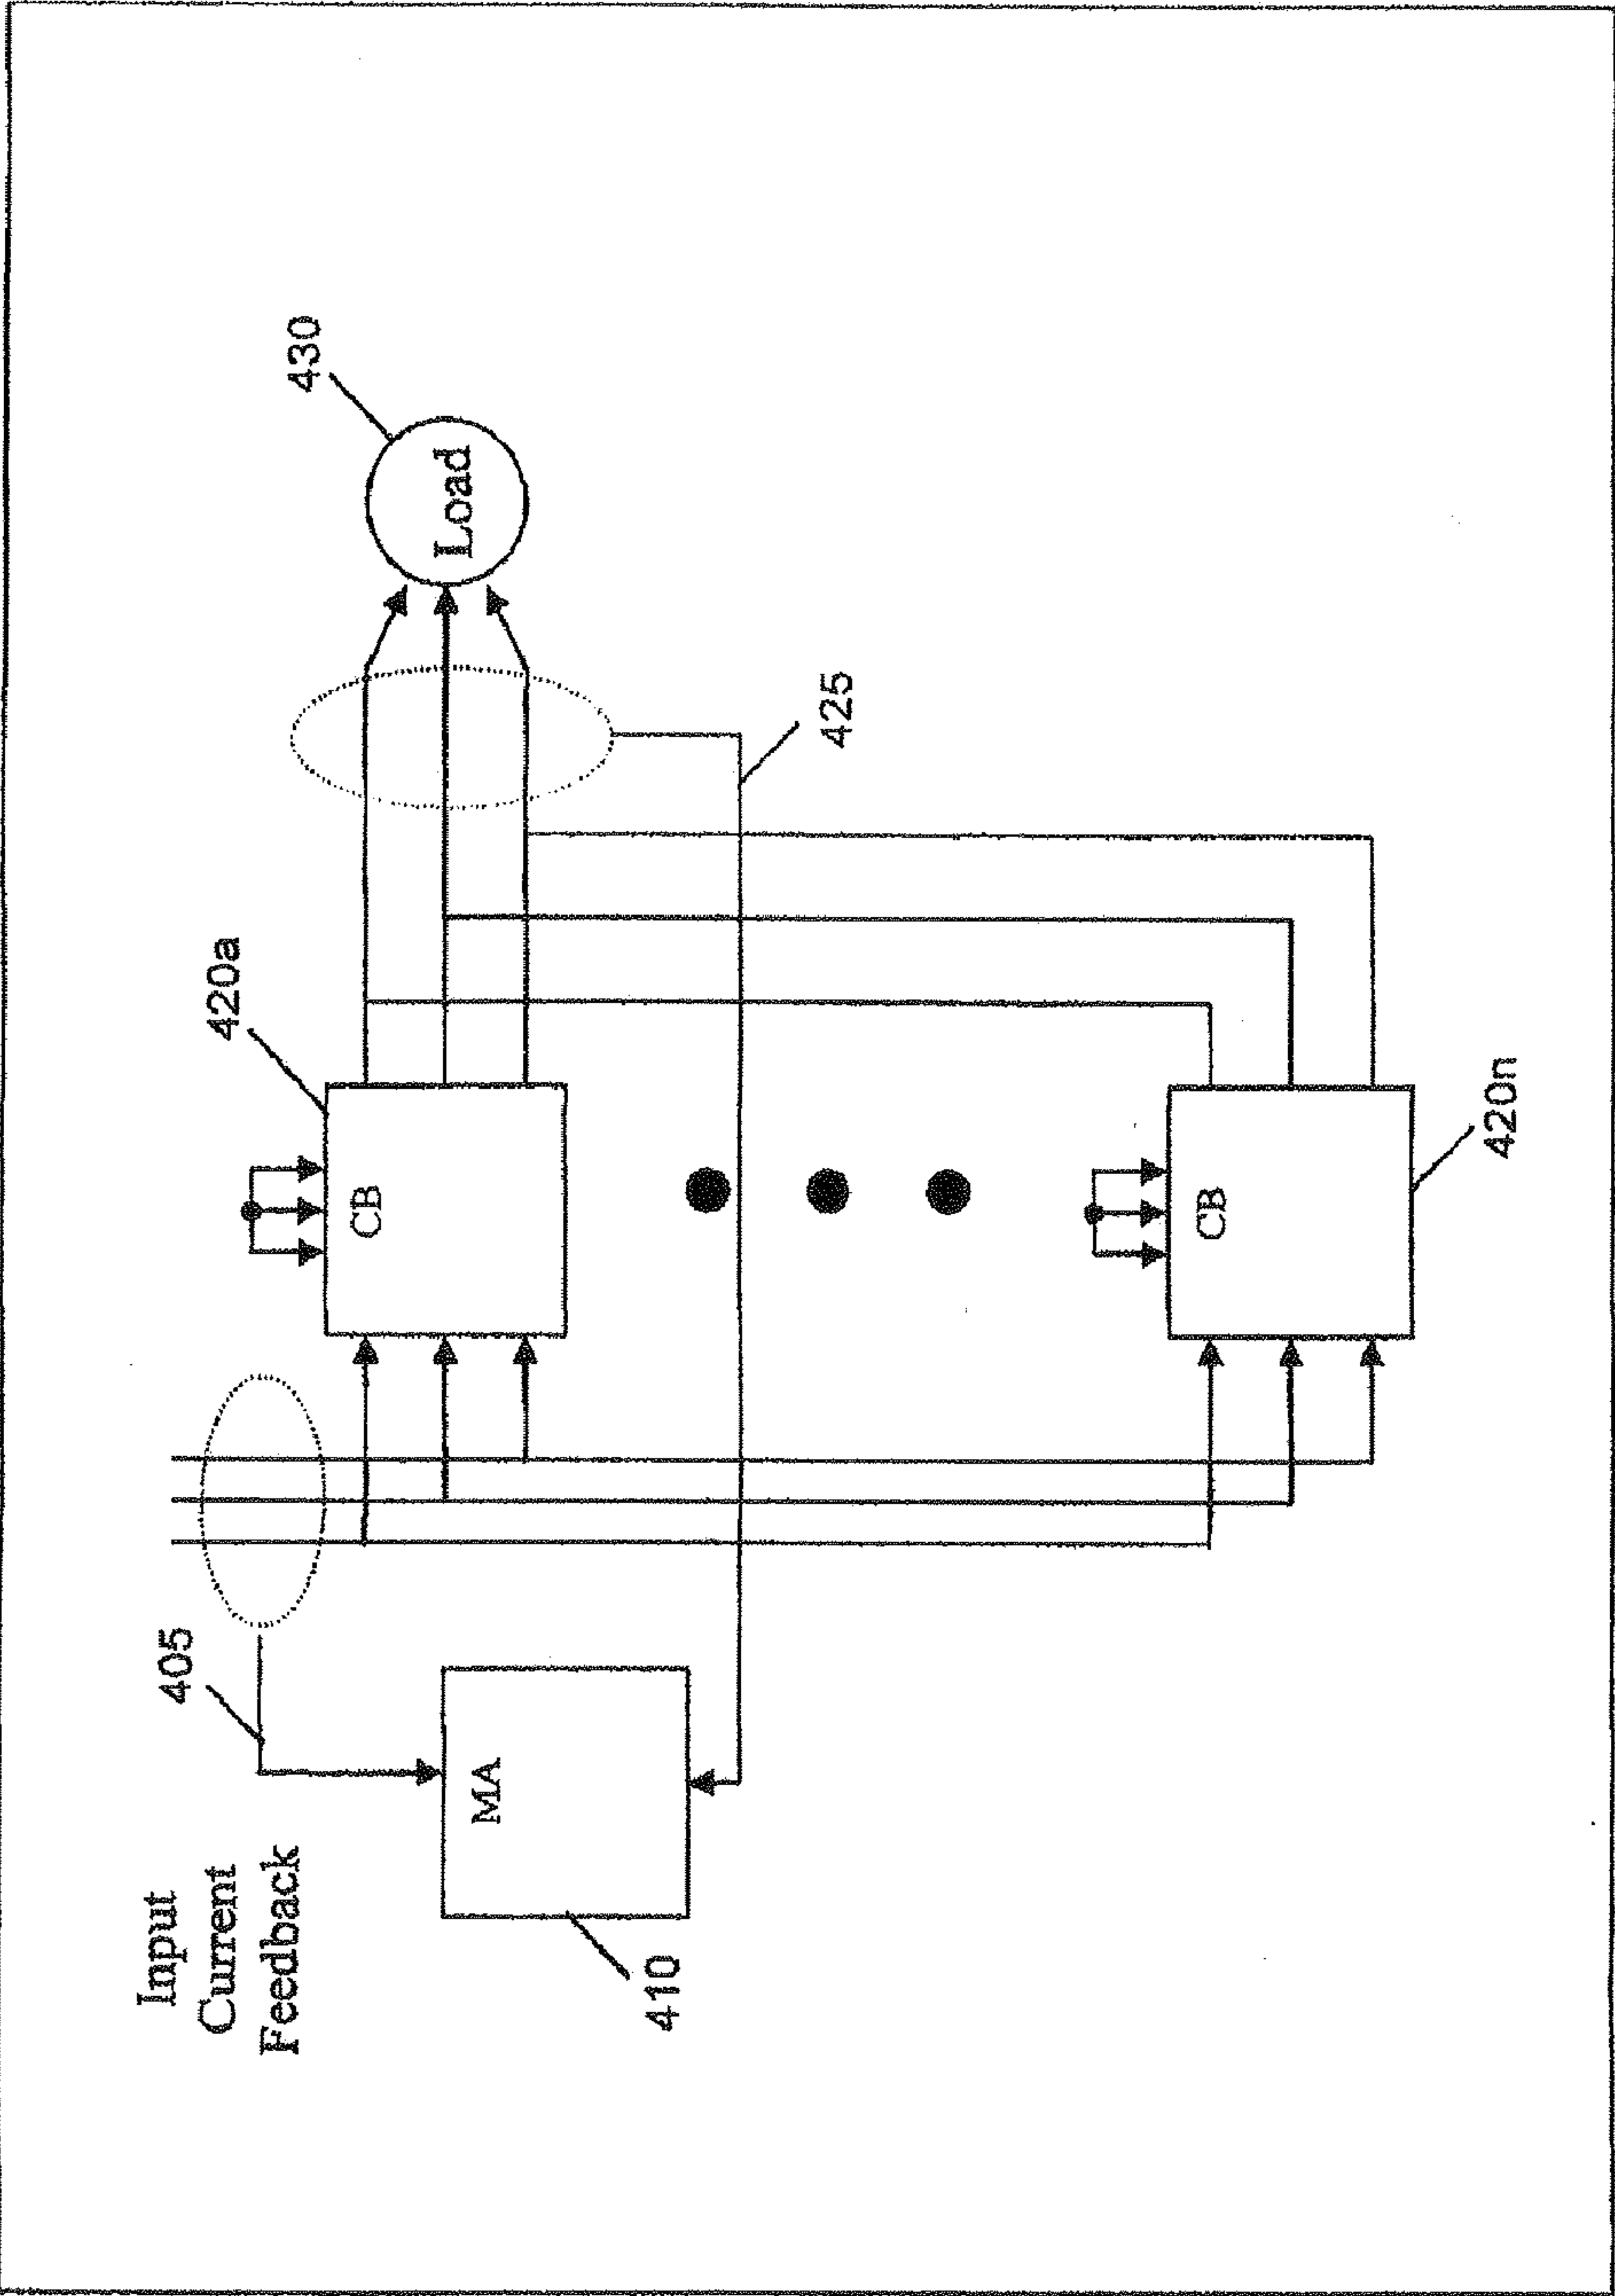 Input
Current
Feedback
405
410
MA
420a
CB
CB
420n
425
430
Load